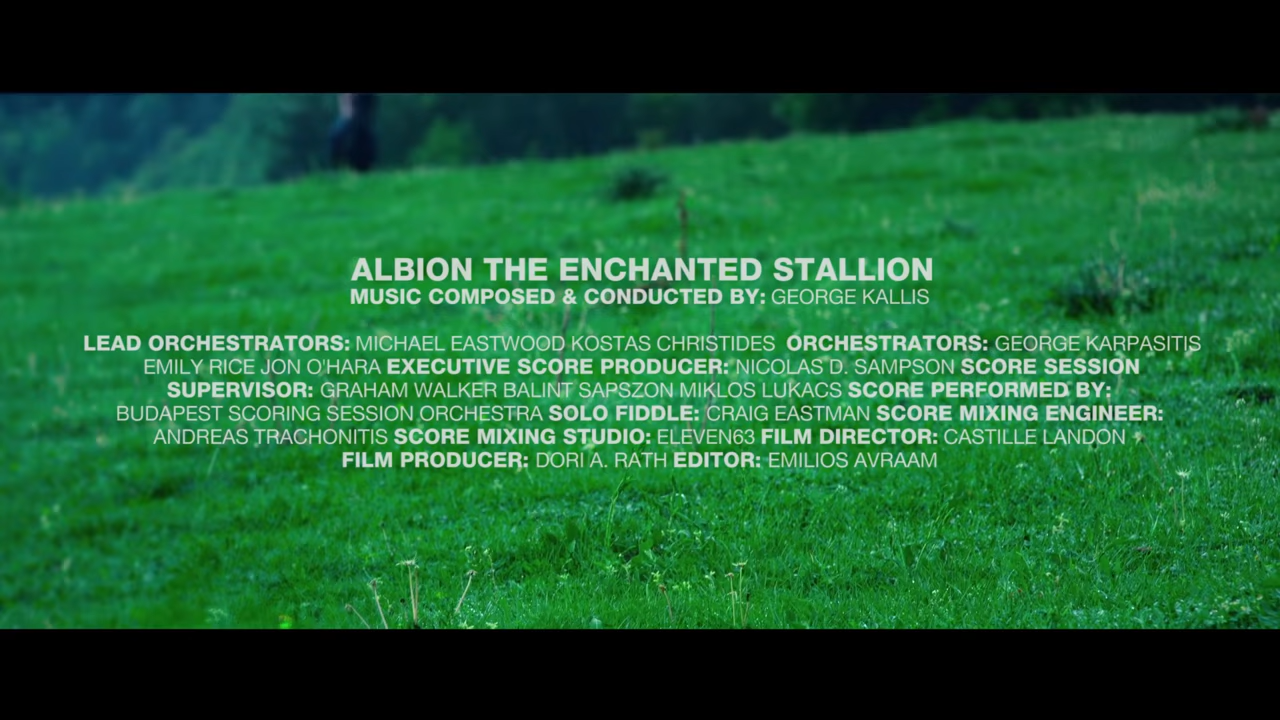 ALBION THE ENCHANTED STALLION
MUSIC COMPOSED & CONDUCTED BY: GEORGE KALLIS
LEAD ORCHESTRATORS: MICHAEL EASTWOOD KOSTAS CHRISTIDES ORCHESTRATORS: GEORGE KARPASITIS
EMILY RICE JON O'HARA EXECUTIVE SCORE PRODUCER: NICOLAS D. SAMPSON SCORE SESSION
SUPERVISOR: GRAHAM WALKER BALINT SAPSZON MIKLOS LUKACS SCORE PERFORMED BY:
BUDAPEST SCORING SESSION ORCHESTRA SOLO FIDDLE: CRAIG EASTMAN SCORE MIXING ENGINEER:
ANDREAS TRACHONITIS SCORE MIXING STUDIO: ELEVEN63 FILM DIRECTOR: CASTILLE LANDON
FILM PRODUCER: DORI A. RATH EDITOR: EMILIOS AVRAAM